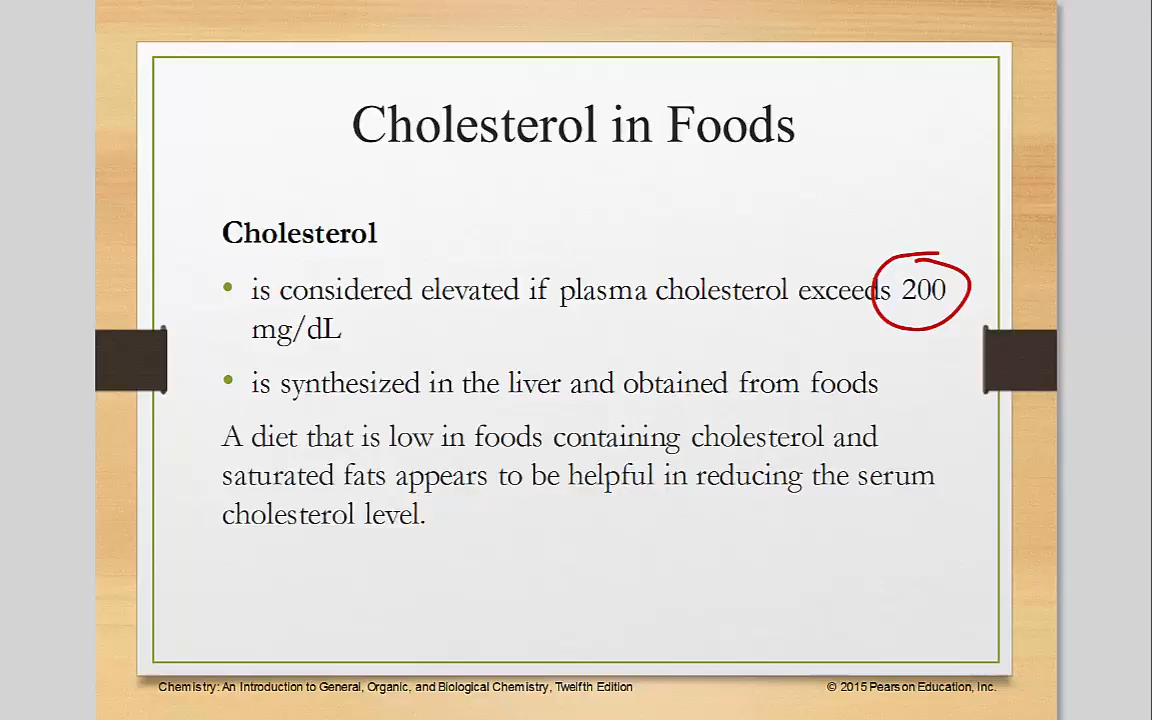 Cholesterol in Foods
Cholesterol
• is considered elevated if plasma cholesterol exceeds 200
mg/dL
• is synthesized in the liver and obtained from foods
A diet that is low in foods containing cholesterol and
saturated fats appears to be helpful in reducing the serum
cholesterol level.
Chemistry: An Introduction to General, Organic, and Biological Chemistry, Twelfth Edition
© 2015 Pearson Education, Inc.